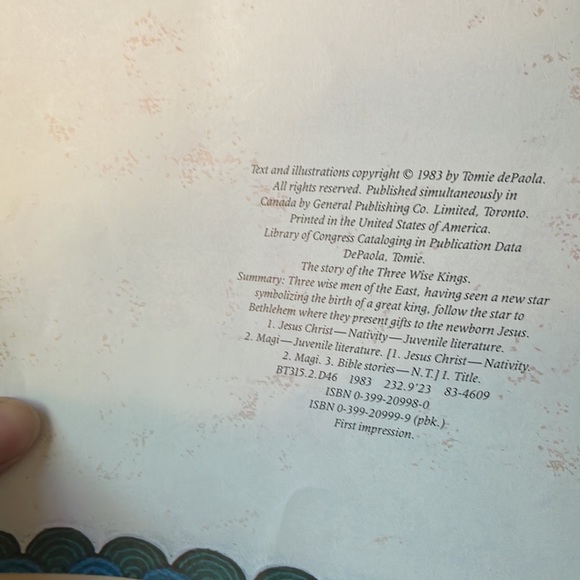 Text and illustrations copyright © 1983 by Tomie dePaola.
All rights reserved. Published simultaneously in
Canada by General Publishing Co. Limited, Toronto.
Printed in the United States of America.
Library of Congress Cataloging in Publication Data
DePaola, Tomie.
The story of the Three Wise Kings.
Summary: Three wise men of the East, having seen a new star
symbolizing the birth of a great king, follow the star to
Bethlehem where they present gifts to the newborn Jesus.
1. Jesus Christ—Nativity—Juvenile literature.
2. Magi—Juvenile literature. [1. Jesus Christ—Nativity.
2. Magi. 3. Bible stories—N.T.] I. Title.
BT315.2.D46 1983 232.9'23 83-4609
ISBN 0-399-20998-0
ISBN 0-399-20999-9 (pbk.)
First impression.